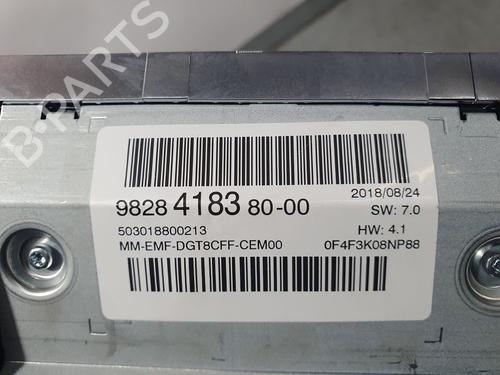 2018/08/24
9828 4183 80-00
SW: 7.0
503018800213
HW: 4.1
MM-EMF-DGT8CFF-CEM00
0F4F3K08NP88
B-PARTS